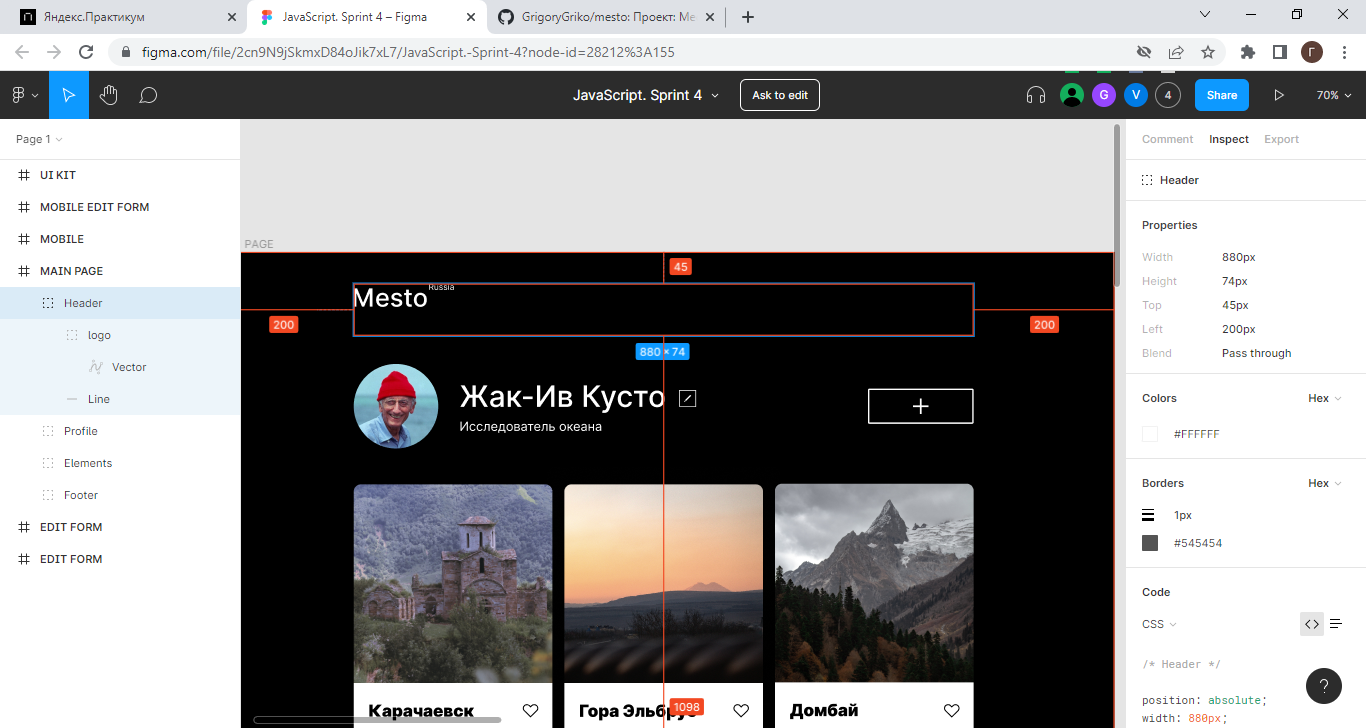 Яндекс.Практикум
JavaScript. Sprint 4 – Figma
GrigoryGriko/mesto: Проект: Ме
figma.com/file/2cn9N9jSkmxD84oJik7xL7/JavaScript.-Sprint-4?node-id=28212%3A155
Г
JavaScript. Sprint 4
Ask to edit
G
V
4
Share
70%
Page 1
Comment
Inspect
Export
UI KIT
MOBILE EDIT FORM
MOBILE
MAIN PAGE
Header
logo
Vector
Line
Profile
Elements
Footer
EDIT FORM
EDIT FORM
PAGE
45
Mesto
Russia
200
200
880 × 74
Жак-Ив Кусто
Исследователь океана
Карачаевск
Гора Эльбрус
Домбай
1098
Header
Properties
Width 880px
Height 74px
Top 45px
Left 200px
Blend Pass through
Colors Hex
#FFFFFF
Borders Hex
1px
#545454
Code
CSS
/* Header */
position: absolute;
width: 880px;
?